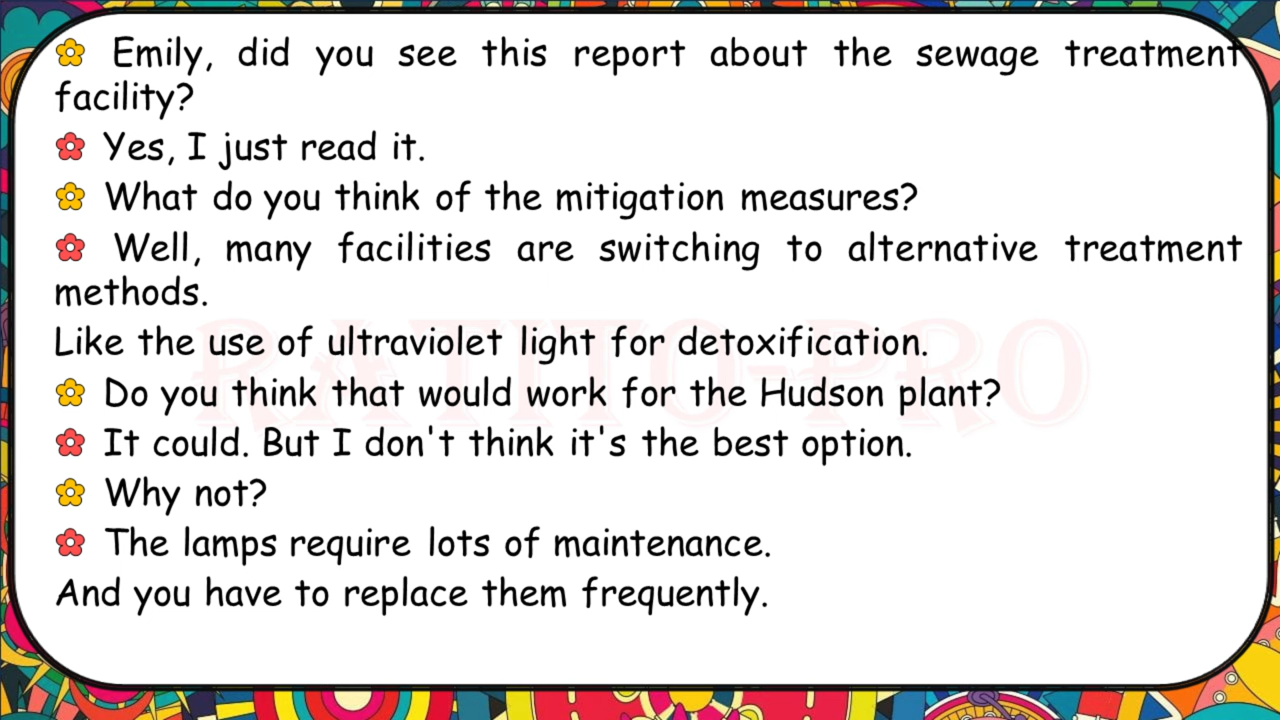 Emily, did you see this report about the sewage treatment
facility?
Yes, I just read it.
What do you think of the mitigation measures?
Well, many facilities are switching to alternative treatment
methods.
Like the use of ultraviolet light for detoxification.
Do you think that would work for the Hudson plant?
It could. But I don't think it's the best option.
Why not?
The lamps require lots of maintenance.
And you have to replace them frequently.
RATITO-PRO